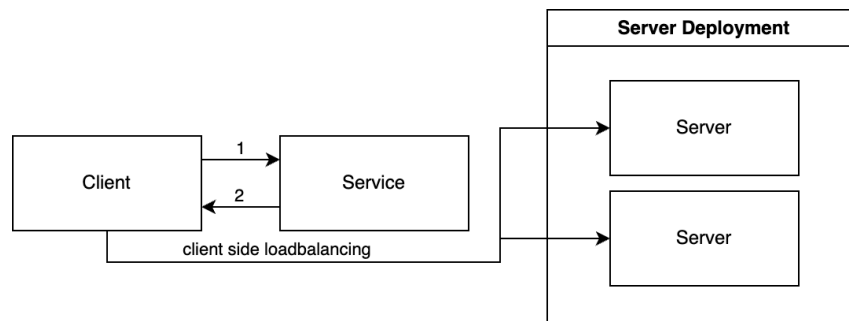 Server Deployment
Server
1
Client
Service
2
Server
client side loadbalancing